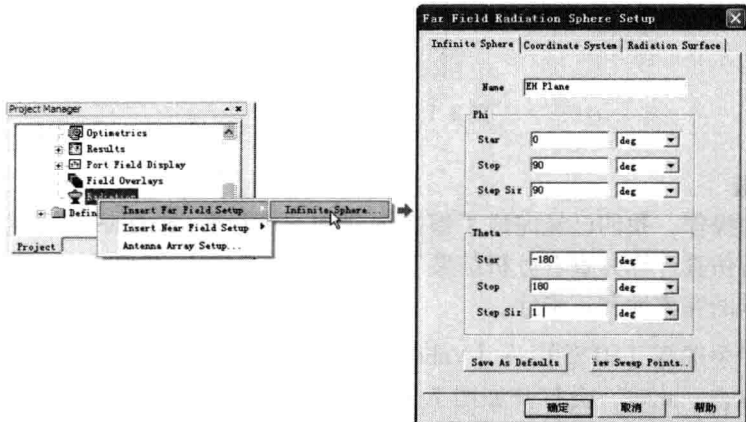 Project Manager
Optimetrics
Results
Port Field Display
Field Overlays
Radiation
Defin
Insert Far Field Setup
Infinite Sphere...
Insert Near Field Setup
Antenna Array Setup...
Project
Far Field Radiation Sphere Setup
Infinite Sphere
Coordinate System
Radiation Surface
Name
EH Plane
Phi
Star
0
deg
Stop
90
deg
Step Siz
90
deg
Theta
Star
-180
deg
Stop
180
deg
Step Siz
1
deg
Save As Defaults
iew Sweep Points..
确定
取消
帮助